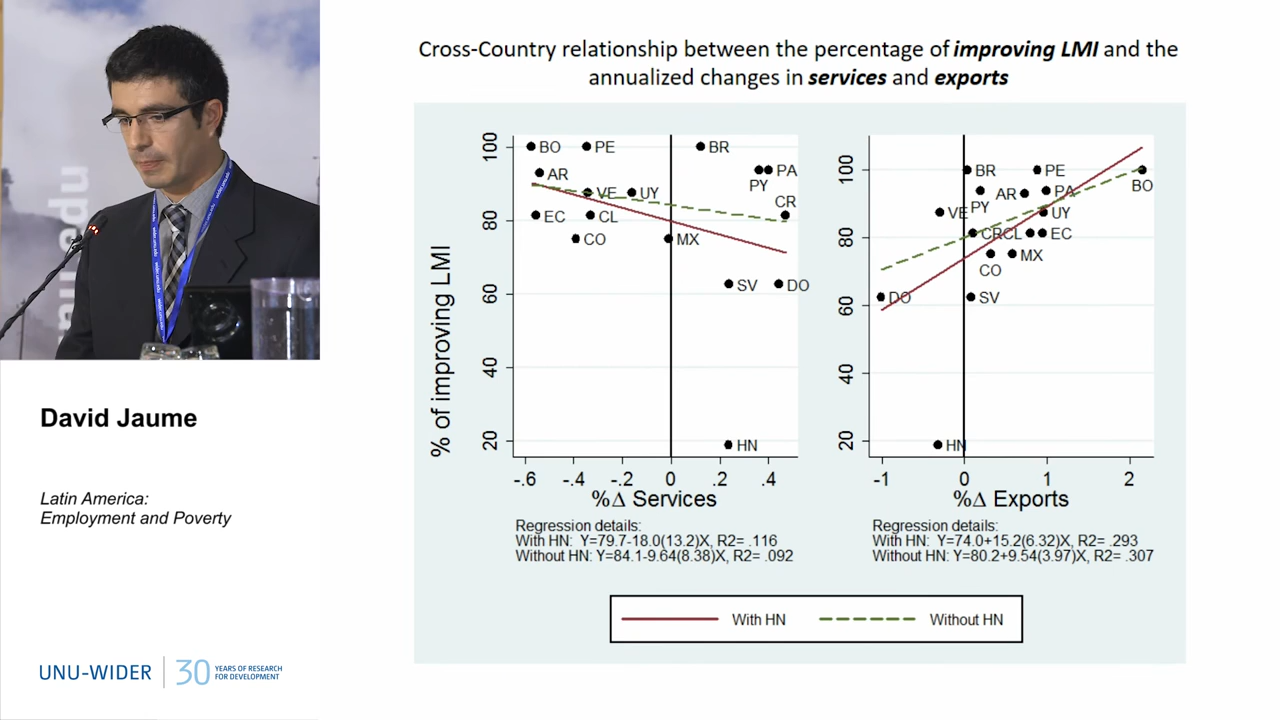 Cross-Country relationship between the percentage of improving LMI and the
annualized changes in services and exports
% of improving LMI
100
80
60
40
20
BO
PE
BR
AR
PA
PY
VE
UY
CR
EC
CL
CO
MX
SV
DO
HN
-.6
-.4
-.2
0
.2
.4
%Δ Services
100
80
60
40
20
BR
PE
BO
PY
AR
PA
VE
UY
CR
CL
EC
CO
MX
DO
SV
HN
-1
0
1
2
%Δ Exports
Regression details:
With HN: Y=79.7-18.0(13.2)X, R2= .116
Without HN: Y=84.1-9.64(8.38)X, R2= .092
Regression details:
With HN: Y=74.0+15.2(6.32)X, R2= .293
Without HN: Y=80.2+9.54(3.97)X, R2= .307
With HN
Without HN
David Jaume
Latin America:
Employment and Poverty
UNU-WIDER
30
YEARS OF RESEARCH
FOR DEVELOPMENT